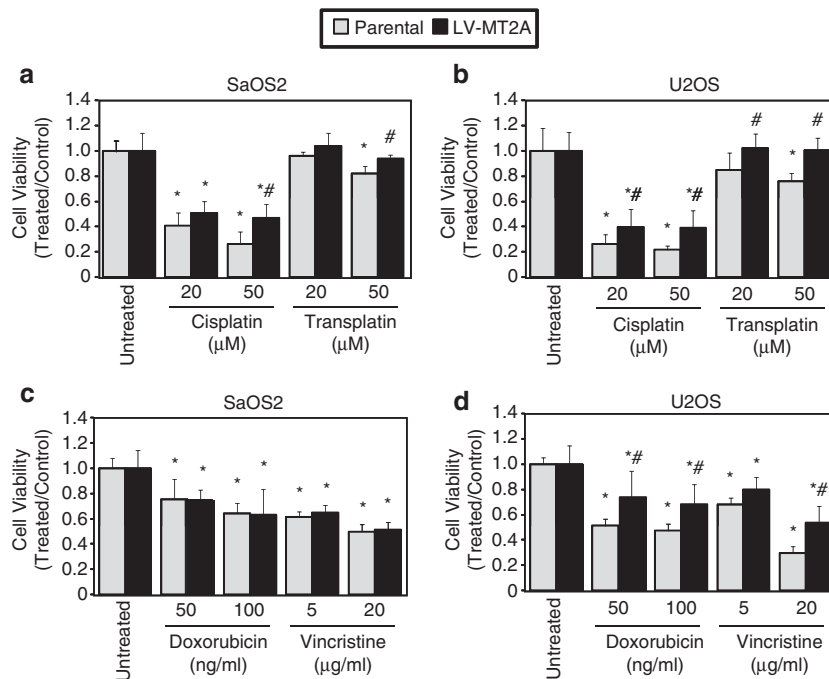 Parental LV-MT2A
a
SaOS2
Cell Viability
(Treated/Control)
1.4
1.2
1.0
0.8
0.6
0.4
0.2
0
* * * *# * #
Untreated
20 50 20 50
Cisplatin Transplatin
(μM) (μM)
b
U2OS
Cell Viability
(Treated/Control)
1.4
1.2
1.0
0.8
0.6
0.4
0.2
0
* *# * *# # * #
Untreated
20 50 20 50
Cisplatin Transplatin
(μM) (μM)
c
SaOS2
Cell Viability
(Treated/Control)
1.4
1.2
1.0
0.8
0.6
0.4
0.2
0
* * * * * * * *
Untreated
50 100 5 20
Doxorubicin Vincristine
(ng/ml) (μg/ml)
d
U2OS
Cell Viability
(Treated/Control)
1.4
1.2
1.0
0.8
0.6
0.4
0.2
0
* *# * *# * * * *#
Untreated
50 100 5 20
Doxorubicin Vincristine
(ng/ml) (μg/ml)